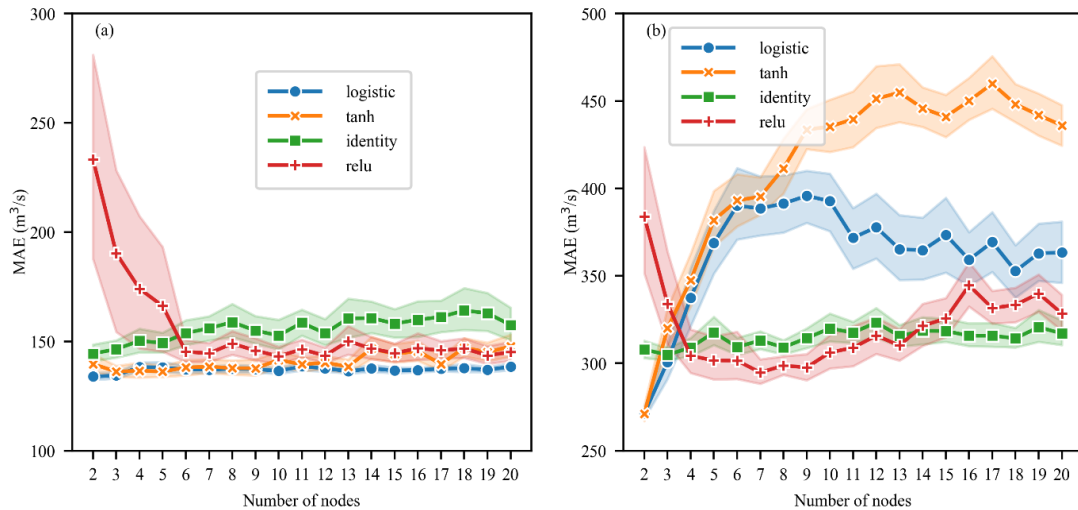 (a)
300
250
200
150
100
MAE (m³/s)
logistic
tanh
identity
relu
2 3 4 5 6 7 8 9 10 11 12 13 14 15 16 17 18 19 20
Number of nodes
(b)
500
450
400
350
300
250
MAE (m³/s)
logistic
tanh
identity
relu
2 3 4 5 6 7 8 9 10 11 12 13 14 15 16 17 18 19 20
Number of nodes